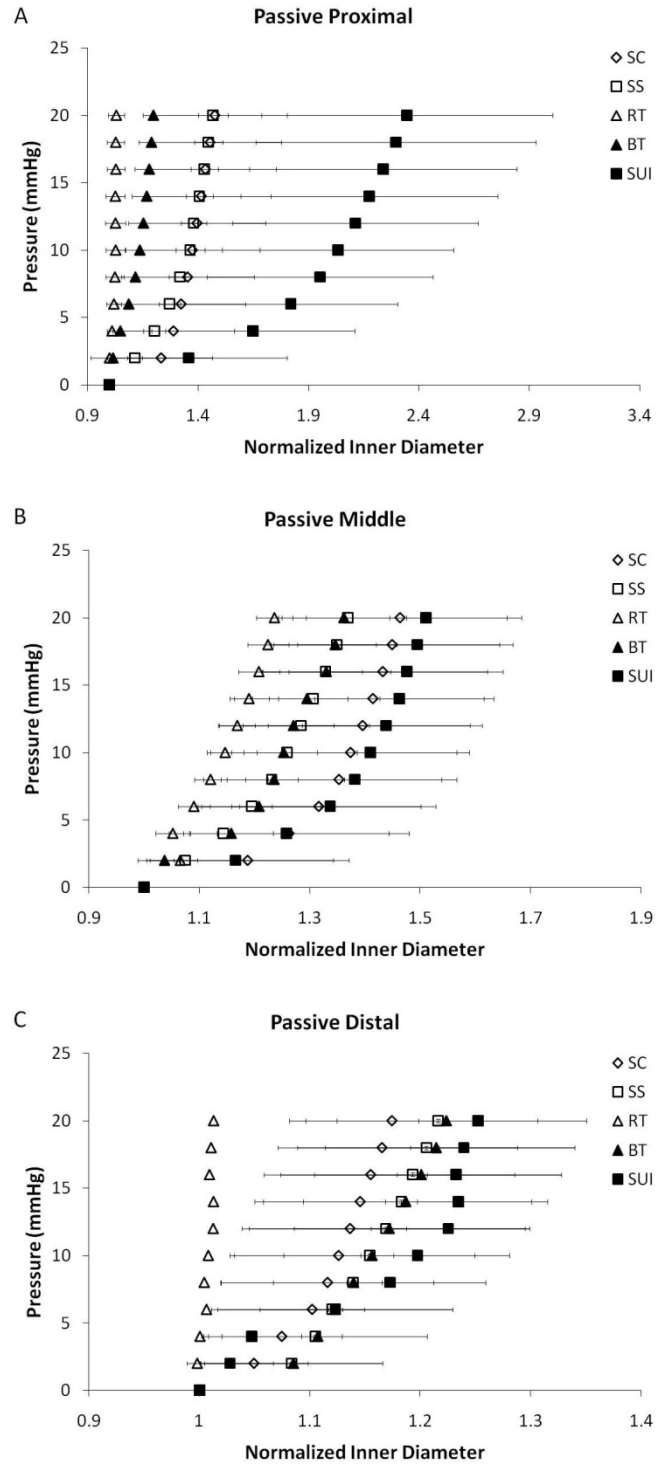 A
Passive Proximal
25
20
15
10
5
0
Pressure (mmHg)
0.9 1.4 1.9 2.4 2.9 3.4
Normalized Inner Diameter
SC
SS
RT
BT
SUI
B
Passive Middle
25
20
15
10
5
0
Pressure (mmHg)
0.9 1.1 1.3 1.5 1.7 1.9
Normalized Inner Diameter
SC
SS
RT
BT
SUI
C
Passive Distal
25
20
15
10
5
0
Pressure (mmHg)
0.9 1 1.1 1.2 1.3 1.4
Normalized Inner Diameter
SC
SS
RT
BT
SUI